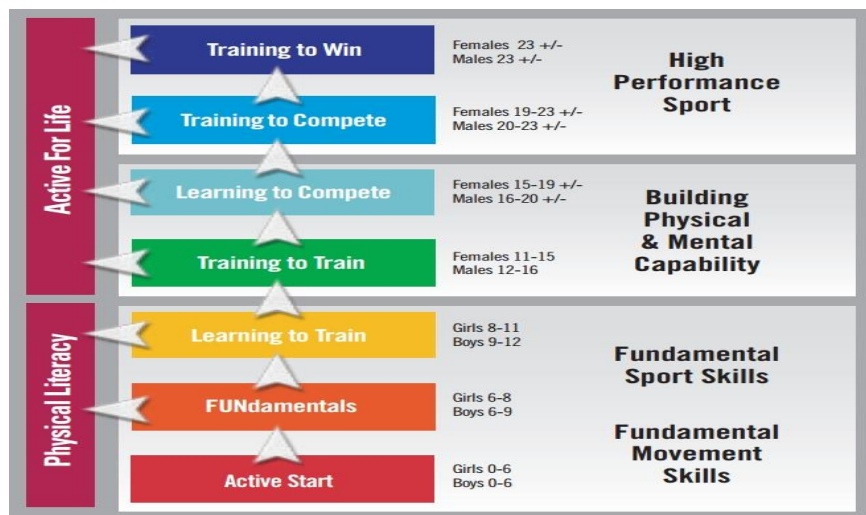 Active For Life
Training to Win
Females 23 +/-
Males 23 +/-
High
Performance
Sport
Training to Compete
Females 19-23 +/-
Males 20-23 +/-
Learning to Compete
Females 15-19 +/-
Males 16-20 +/-
Building
Physical
& Mental
Capability
Training to Train
Females 11-15
Males 12-16
Physical Literacy
Learning to Train
Girls 8-11
Boys 9-12
Fundamental
Sport Skills
FUNdamentals
Girls 6-8
Boys 6-9
Fundamental
Movement
Skills
Active Start
Girls 0-6
Boys 0-6